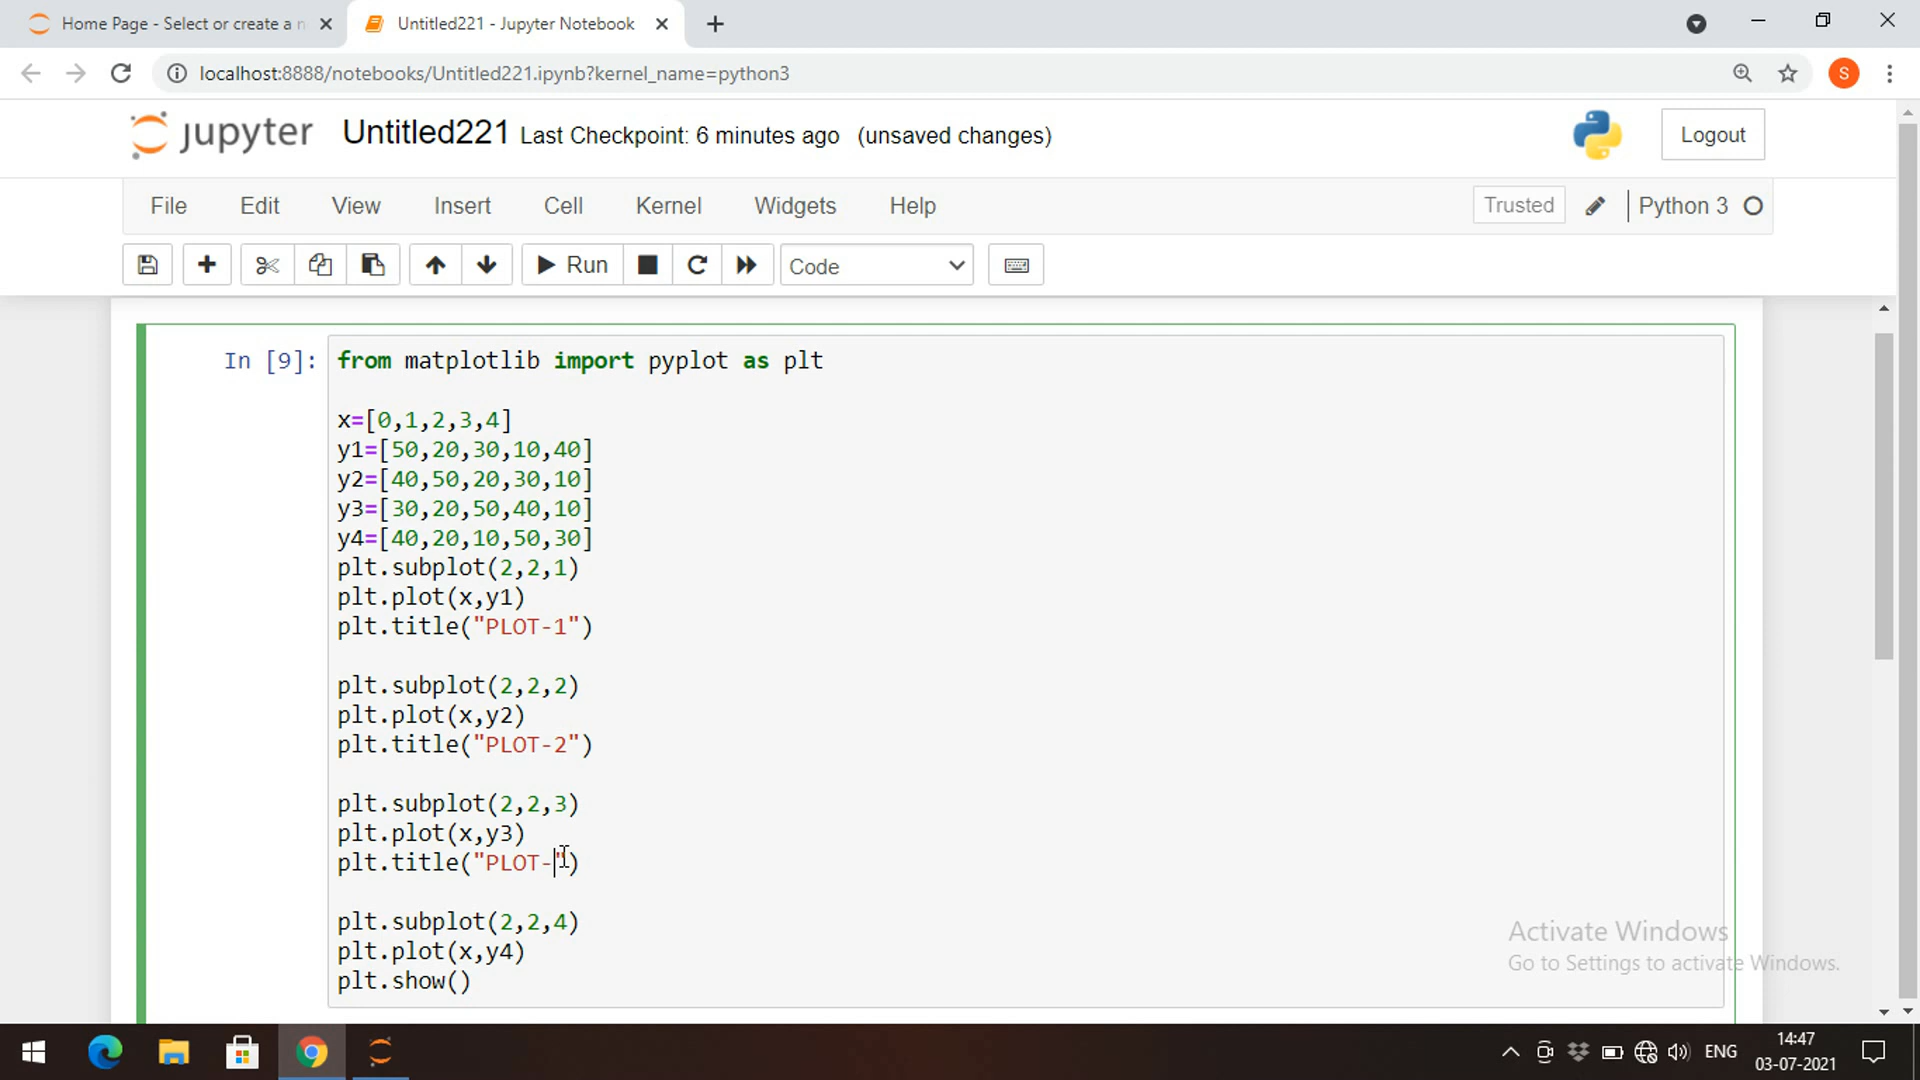 Home Page - Select or create a n
Untitled221 - Jupyter Notebook
localhost:8888/notebooks/Untitled221.ipynb?kernel_name=python3
S
jupyter Untitled221 Last Checkpoint: 6 minutes ago (unsaved changes)
Logout
File Edit View Insert Cell Kernel Widgets Help
Trusted
Python 3
Run
Code
In [9]:
from matplotlib import pyplot as plt
x=[0,1,2,3,4]
y1=[50,20,30,10,40]
y2=[40,50,20,30,10]
y3=[30,20,50,40,10]
y4=[40,20,10,50,30]
plt.subplot(2,2,1)
plt.plot(x,y1)
plt.title("PLOT-1")
plt.subplot(2,2,2)
plt.plot(x,y2)
plt.title("PLOT-2")
plt.subplot(2,2,3)
plt.plot(x,y3)
plt.title("PLOT-")
plt.subplot(2,2,4)
plt.plot(x,y4)
plt.show()
Activate Windows
Go to Settings to activate Windows.
ENG
14:47
03-07-2021